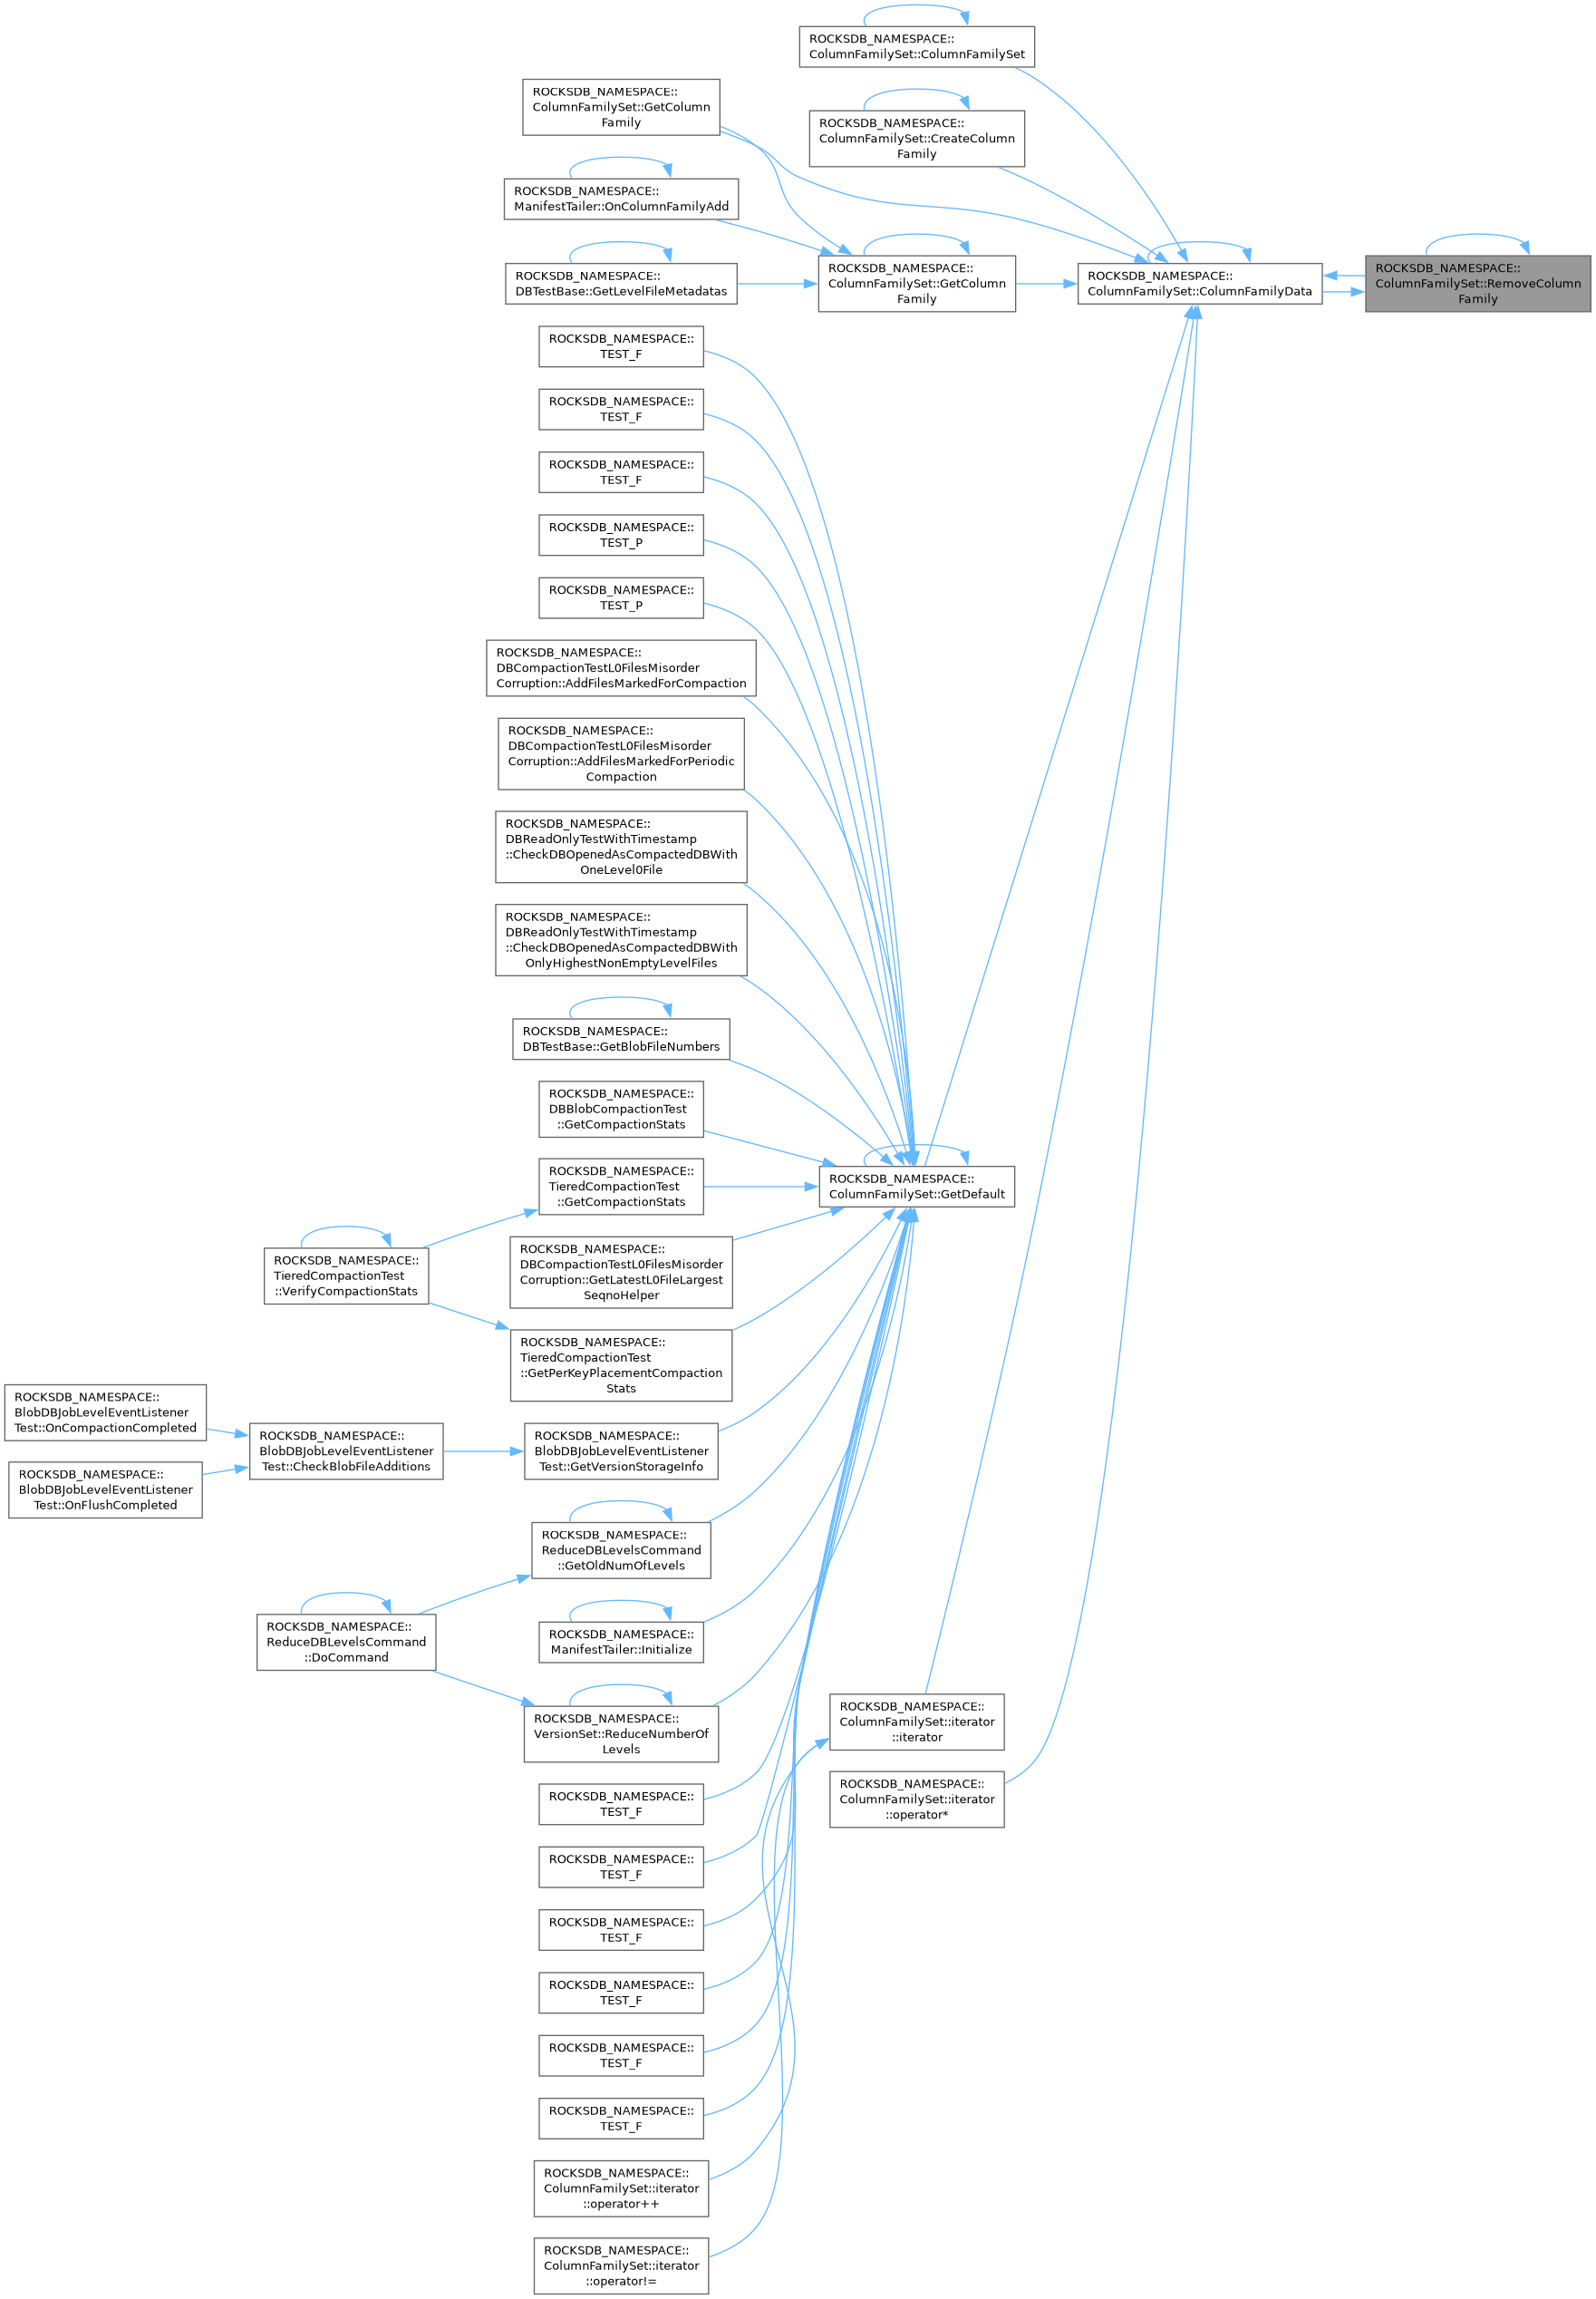 ROCKSDB_NAMESPACE::
ColumnFamilySet::ColumnFamilySet
ROCKSDB_NAMESPACE::
ColumnFamilySet::GetColumn
Family
ROCKSDB_NAMESPACE::
ColumnFamilySet::CreateColumn
Family
ROCKSDB_NAMESPACE::
ManifestTailer::OnColumnFamilyAdd
ROCKSDB_NAMESPACE::
DBTestBase::GetLevelFileMetadatas
ROCKSDB_NAMESPACE::
ColumnFamilySet::GetColumn
Family
ROCKSDB_NAMESPACE::
ColumnFamilySet::ColumnFamilyData
ROCKSDB_NAMESPACE::
ColumnFamilySet::RemoveColumn
Family
ROCKSDB_NAMESPACE::
TEST_F
ROCKSDB_NAMESPACE::
TEST_F
ROCKSDB_NAMESPACE::
TEST_F
ROCKSDB_NAMESPACE::
TEST_P
ROCKSDB_NAMESPACE::
TEST_P
ROCKSDB_NAMESPACE::
DBCompactionTestL0FilesMisorder
Corruption::AddFilesMarkedForCompaction
ROCKSDB_NAMESPACE::
DBCompactionTestL0FilesMisorder
Corruption::AddFilesMarkedForPeriodic
Compaction
ROCKSDB_NAMESPACE::
DBReadOnlyTestWithTimestamp
::CheckDBOpenedAsCompactedDBWith
OneLevel0File
ROCKSDB_NAMESPACE::
DBReadOnlyTestWithTimestamp
::CheckDBOpenedAsCompactedDBWith
OnlyHighestNonEmptyLevelFiles
ROCKSDB_NAMESPACE::
DBTestBase::GetBlobFileNumbers
ROCKSDB_NAMESPACE::
DBBlobCompactionTest
::GetCompactionStats
ROCKSDB_NAMESPACE::
TieredCompactionTest
::GetCompactionStats
ROCKSDB_NAMESPACE::
ColumnFamilySet::GetDefault
ROCKSDB_NAMESPACE::
TieredCompactionTest
::VerifyCompactionStats
ROCKSDB_NAMESPACE::
DBCompactionTestL0FilesMisorder
Corruption::GetLatestL0FileLargest
SeqnoHelper
ROCKSDB_NAMESPACE::
TieredCompactionTest
::GetPerKeyPlacementCompaction
Stats
ROCKSDB_NAMESPACE::
BlobDBJobLevelEventListener
Test::OnCompactionCompleted
ROCKSDB_NAMESPACE::
BlobDBJobLevelEventListener
Test::CheckBlobFileAdditions
ROCKSDB_NAMESPACE::
BlobDBJobLevelEventListener
Test::GetVersionStorageInfo
ROCKSDB_NAMESPACE::
BlobDBJobLevelEventListener
Test::OnFlushCompleted
ROCKSDB_NAMESPACE::
ReduceDBLevelsCommand
::GetOldNumOfLevels
ROCKSDB_NAMESPACE::
ReduceDBLevelsCommand
::DoCommand
ROCKSDB_NAMESPACE::
ManifestTailer::Initialize
ROCKSDB_NAMESPACE::
VersionSet::ReduceNumberOf
Levels
ROCKSDB_NAMESPACE::
ColumnFamilySet::iterator
::iterator
ROCKSDB_NAMESPACE::
ColumnFamilySet::iterator
::operator*
ROCKSDB_NAMESPACE::
TEST_F
ROCKSDB_NAMESPACE::
TEST_F
ROCKSDB_NAMESPACE::
TEST_F
ROCKSDB_NAMESPACE::
TEST_F
ROCKSDB_NAMESPACE::
TEST_F
ROCKSDB_NAMESPACE::
TEST_F
ROCKSDB_NAMESPACE::
ColumnFamilySet::iterator
::operator++
ROCKSDB_NAMESPACE::
ColumnFamilySet::iterator
::operator!=